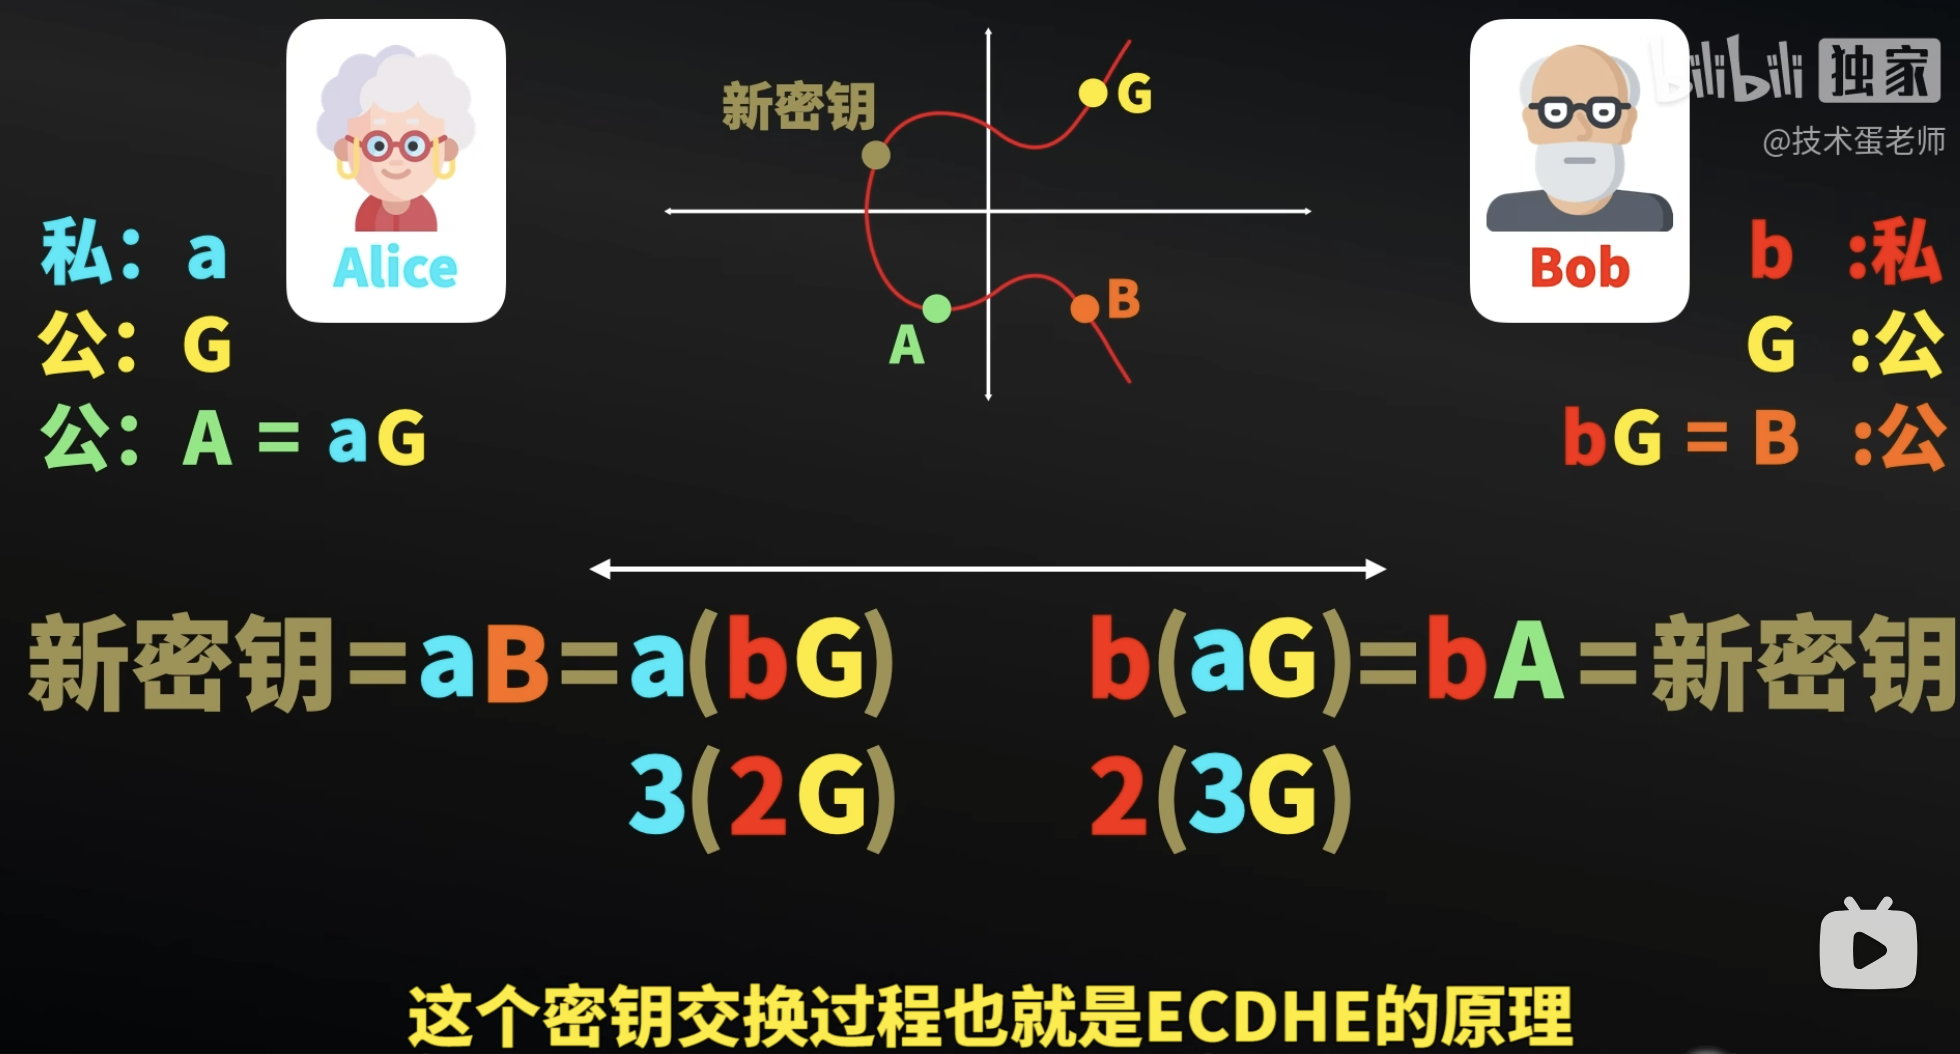 bilibili 独家
@技术蛋老师
新密钥
G
A
B
Alice
私：a
公：G
公：A = aG
Bob
b :私
G :公
bG = B :公
新密钥=aB=a(bG)
3(2G)
b(aG)=bA=新密钥
2(3G)
这个密钥交换过程也就是ECDHE的原理